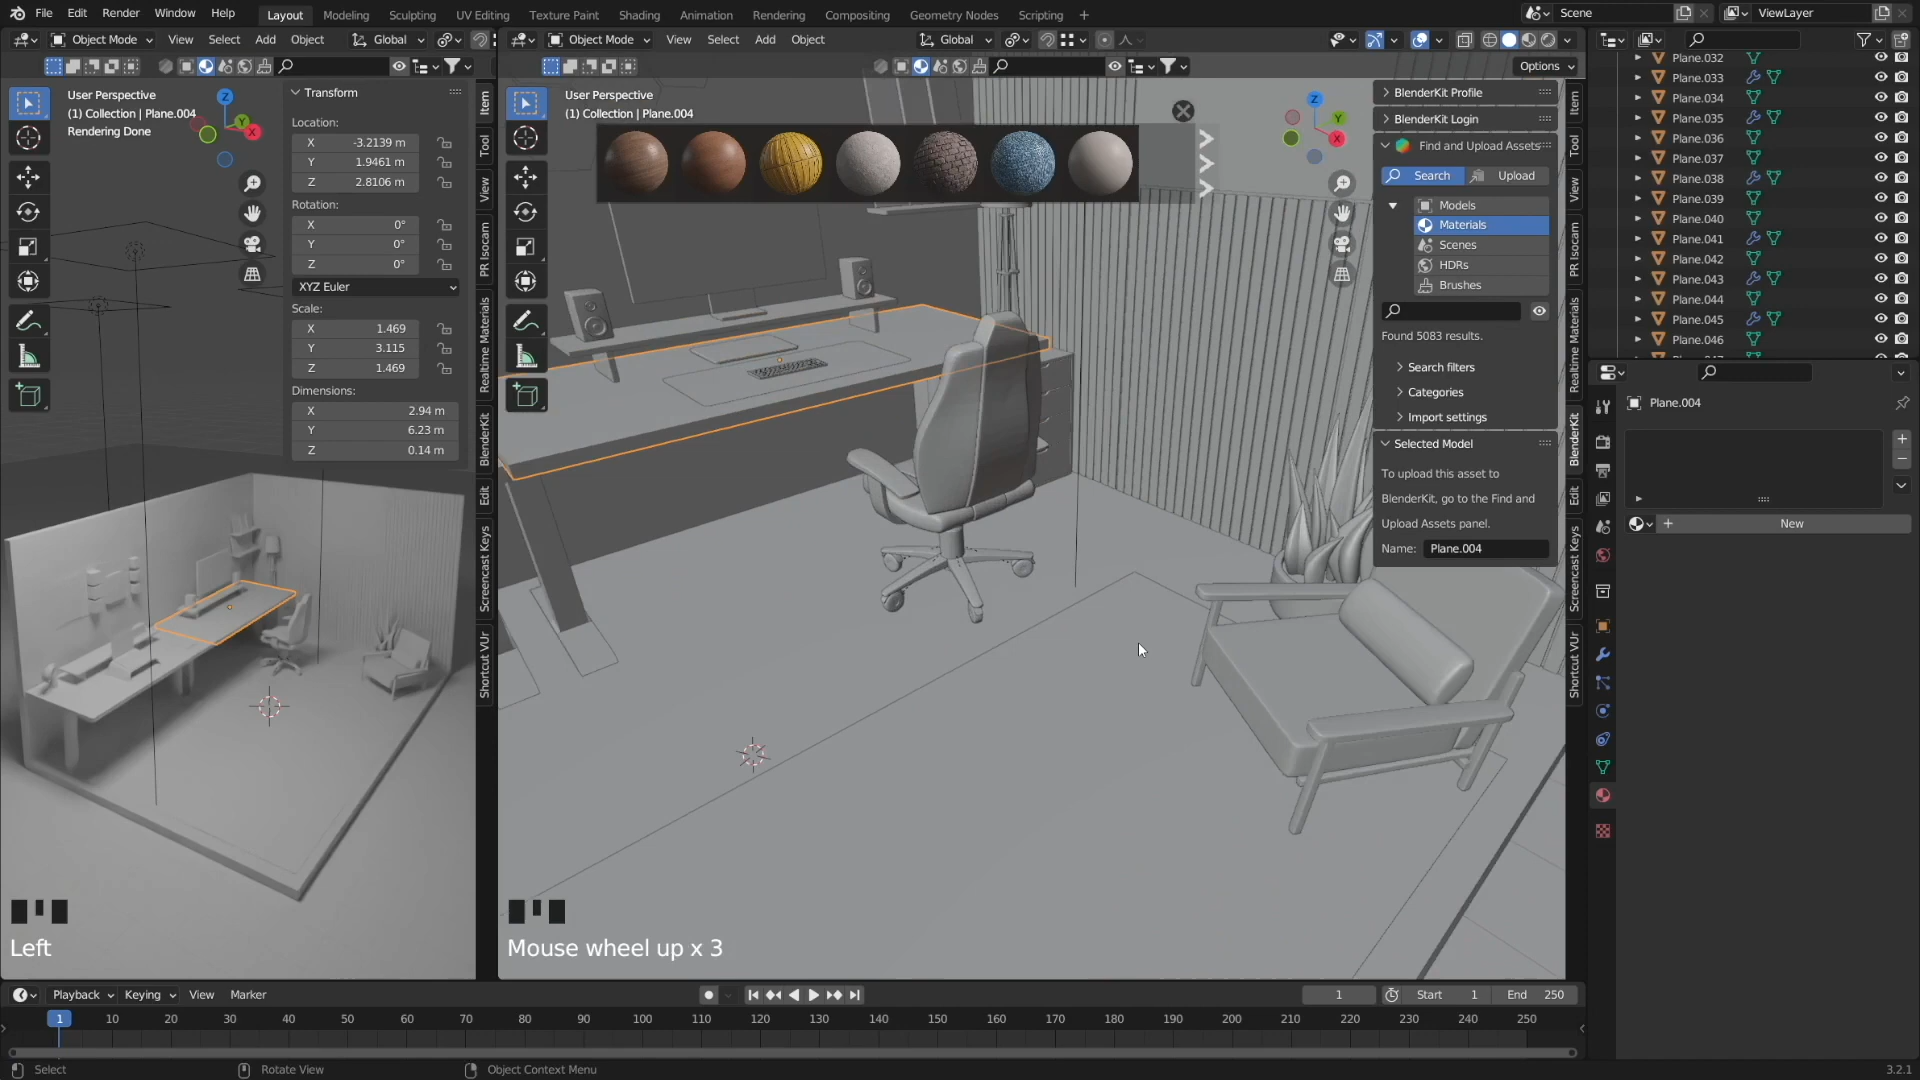 File Edit Render Window Help Layout Modeling Sculpting UV Editing Texture Paint Shading Animation Rendering Compositing Geometry Nodes Scripting + Scene ViewLayer
Object Mode View Select Add Object Global
Object Mode View Select Add Object Global
Options
User Perspective
(1) Collection | Plane.004
Rendering Done
Z
Y
X
Transform
Location:
X -3.2139 m
Y 1.9461 m
Z 2.8106 m
Rotation:
X 0°
Y 0°
Z 0°
XYZ Euler
Scale:
X 1.469
Y 3.115
Z 1.469
Dimensions:
X 2.94 m
Y 6.23 m
Z 0.14 m
Item
Tool
View
PR Isocam
Realtime Materials
BlenderKit
Edit
Screencast Keys
Shortcut VUr
Left
User Perspective
(1) Collection | Plane.004
Z
Y
X
BlenderKit Profile
BlenderKit Login
Find and Upload Assets
Search Upload
Models
Materials
Scenes
HDRs
Brushes
Found 5083 results.
Search filters
Categories
Import settings
Selected Model
To upload this asset to
BlenderKit, go to the Find and
Upload Assets panel.
Name: Plane.004
Item
Tool
View
PR Isocam
Realtime Materials
BlenderKit
Edit
Screencast Keys
Shortcut VUr
Mouse wheel up x 3
Plane.032
Plane.033
Plane.034
Plane.035
Plane.036
Plane.037
Plane.038
Plane.039
Plane.040
Plane.041
Plane.042
Plane.043
Plane.044
Plane.045
Plane.046
Plane.004
New
Playback Keying View Marker 1 Start 1 End 250
1 10 20 30 40 50 60 70 80 90 100 110 120 130 140 150 160 170 180 190 200 210 220 230 240 250
Select Rotate View Object Context Menu 3.2.1